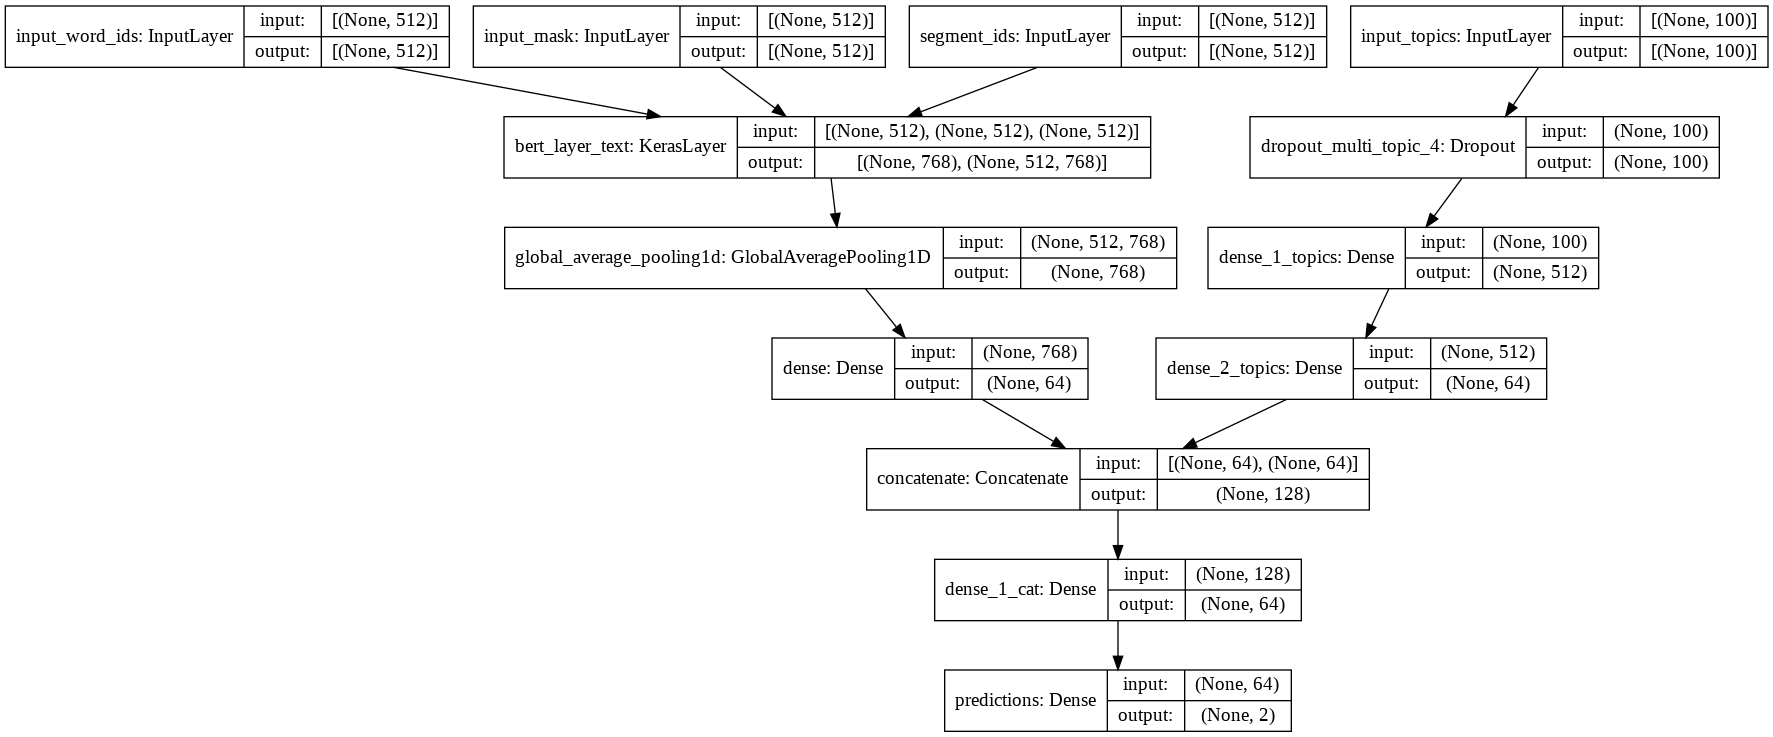 input_word_ids: InputLayer
input: [(None, 512)]
output: [(None, 512)]
input_mask: InputLayer
input: [(None, 512)]
output: [(None, 512)]
segment_ids: InputLayer
input: [(None, 512)]
output: [(None, 512)]
input_topics: InputLayer
input: [(None, 100)]
output: [(None, 100)]
bert_layer_text: KerasLayer
input: [(None, 512), (None, 512), (None, 512)]
output: [(None, 768), (None, 512, 768)]
dropout_multi_topic_4: Dropout
input: (None, 100)
output: (None, 100)
global_average_pooling1d: GlobalAveragePooling1D
input: (None, 512, 768)
output: (None, 768)
dense_1_topics: Dense
input: (None, 100)
output: (None, 512)
dense: Dense
input: (None, 768)
output: (None, 64)
dense_2_topics: Dense
input: (None, 512)
output: (None, 64)
concatenate: Concatenate
input: [(None, 64), (None, 64)]
output: (None, 128)
dense_1_cat: Dense
input: (None, 128)
output: (None, 64)
predictions: Dense
input: (None, 64)
output: (None, 2)